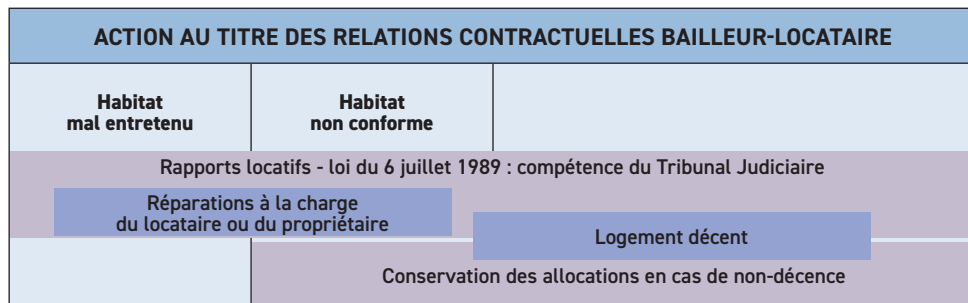 ACTION AU TITRE DES RELATIONS CONTRACTUELLES BAILLEUR-LOCATAIRE
Habitat
mal entretenu
Habitat
non conforme
Rapports locatifs - loi du 6 juillet 1989 : compétence du Tribunal Judiciaire
Réparations à la charge
du locataire ou du propriétaire
Logement décent
Conservation des allocations en cas de non-décence